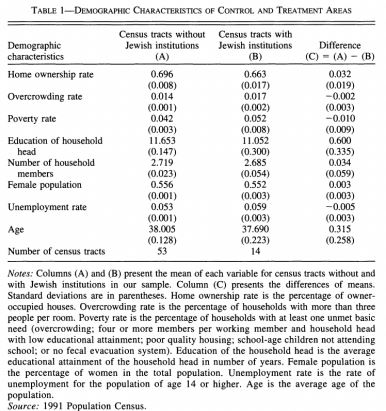 TABLE 1—DEMOGRAPHIC CHARACTERISTICS OF CONTROL AND TREATMENT AREAS
Demographic characteristics Census tracts without Jewish institutions (A) Census tracts with Jewish institutions (B) Difference (C) = (A) − (B)
Home ownership rate 0.696 0.663 0.032
(0.008) (0.017) (0.019)
Overcrowding rate 0.014 0.017 −0.002
(0.001) (0.002) (0.003)
Poverty rate 0.042 0.052 −0.010
(0.003) (0.008) (0.009)
Education of household 11.653 11.052 0.600
head (0.147) (0.300) (0.335)
Number of household 2.719 2.685 0.034
members (0.023) (0.054) (0.059)
Female population 0.556 0.552 0.003
(0.001) (0.003) (0.003)
Unemployment rate 0.053 0.059 −0.005
(0.001) (0.003) (0.003)
Age 38.005 37.690 0.315
(0.128) (0.223) (0.258)
Number of census tracts 53 14
Notes: Columns (A) and (B) present the mean of each variable for census tracts without and
with Jewish institutions in our sample. Column (C) presents the differences of means.
Standard deviations are in parentheses. Home ownership rate is the percentage of owner-
occupied houses. Overcrowding rate is the percentage of households with more than three
people per room. Poverty rate is the percentage of households with at least one unmet basic
need (overcrowding; four or more members per working member and household head
with low educational attainment; poor quality housing; school-age children not attending
school; or no fecal evacuation system). Education of the household head is the average
educational attainment of the household head in number of years. Female population is
the percentage of women in the total population. Unemployment rate is the rate of
unemployment for the population of age 14 or higher. Age is the average age of the
population.
Source: 1991 Population Census.